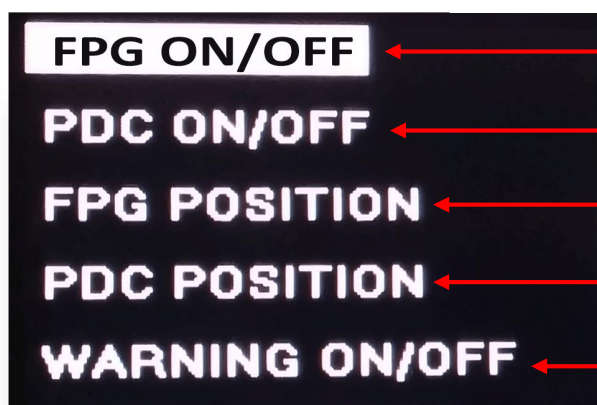 FPG ON/OFF
PDC ON/OFF
FPG POSITION
PDC POSITION
WARNING ON/OFF